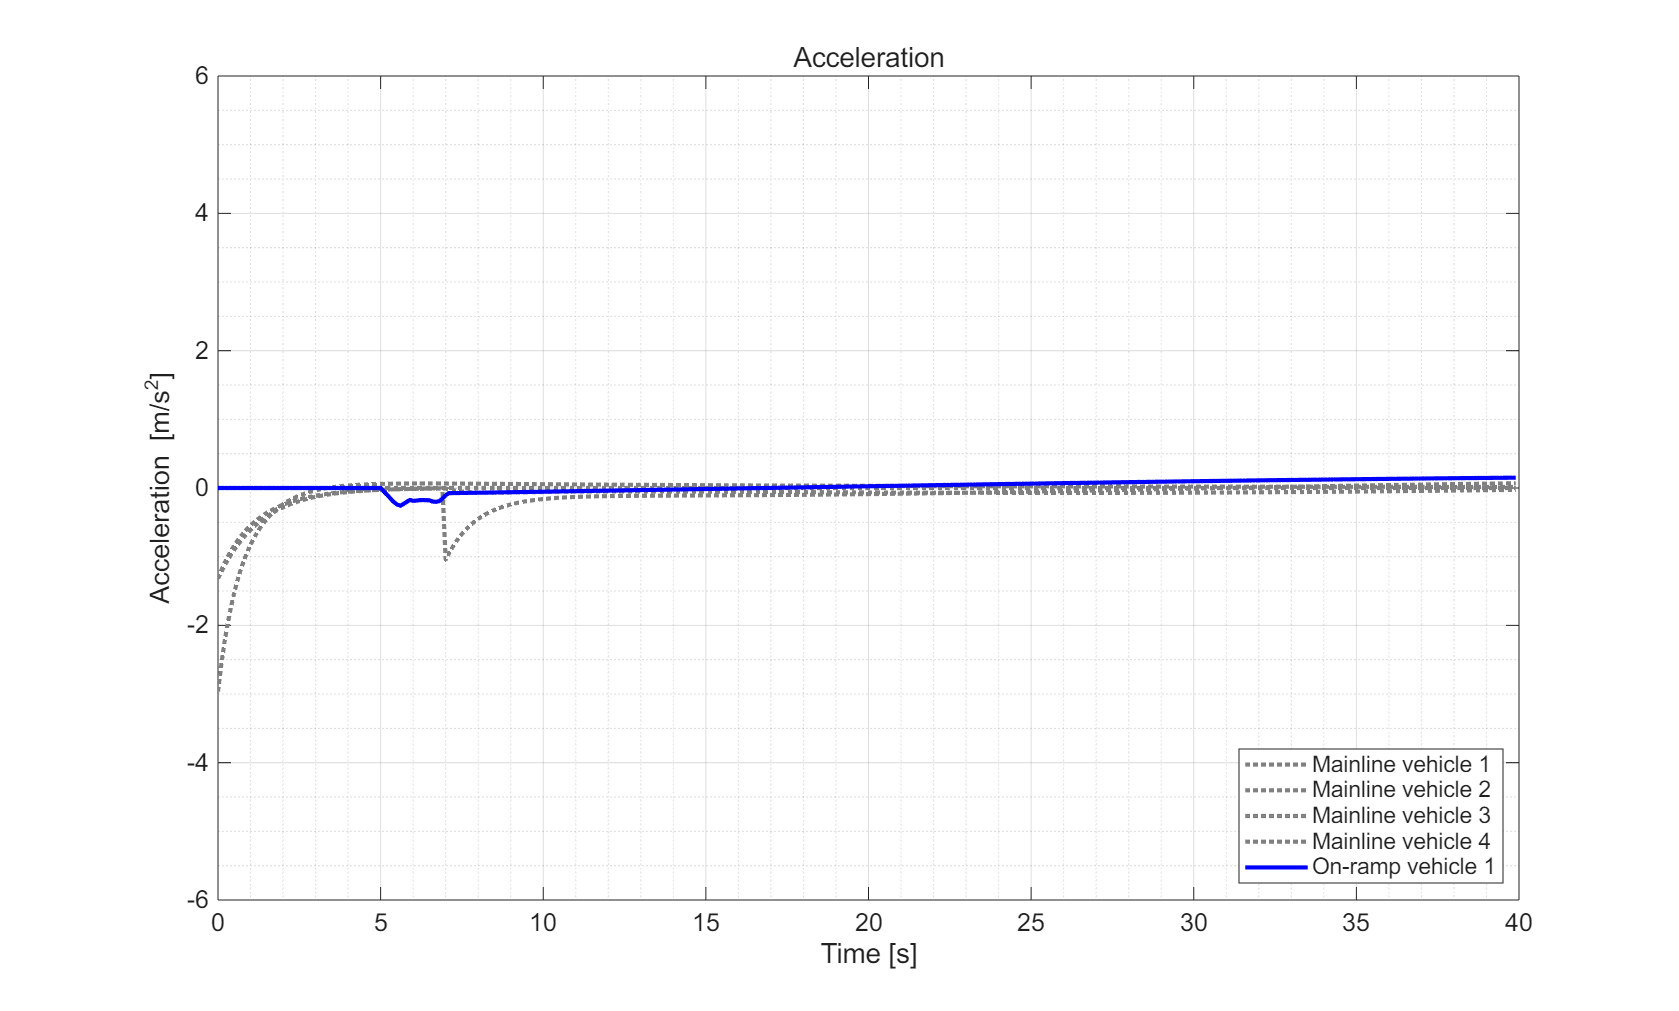 Acceleration
6
4
2
0
-2
-4
-6
Acceleration [m/s²]
0 5 10 15 20 25 30 35 40
Time [s]
Mainline vehicle 1
Mainline vehicle 2
Mainline vehicle 3
Mainline vehicle 4
On-ramp vehicle 1